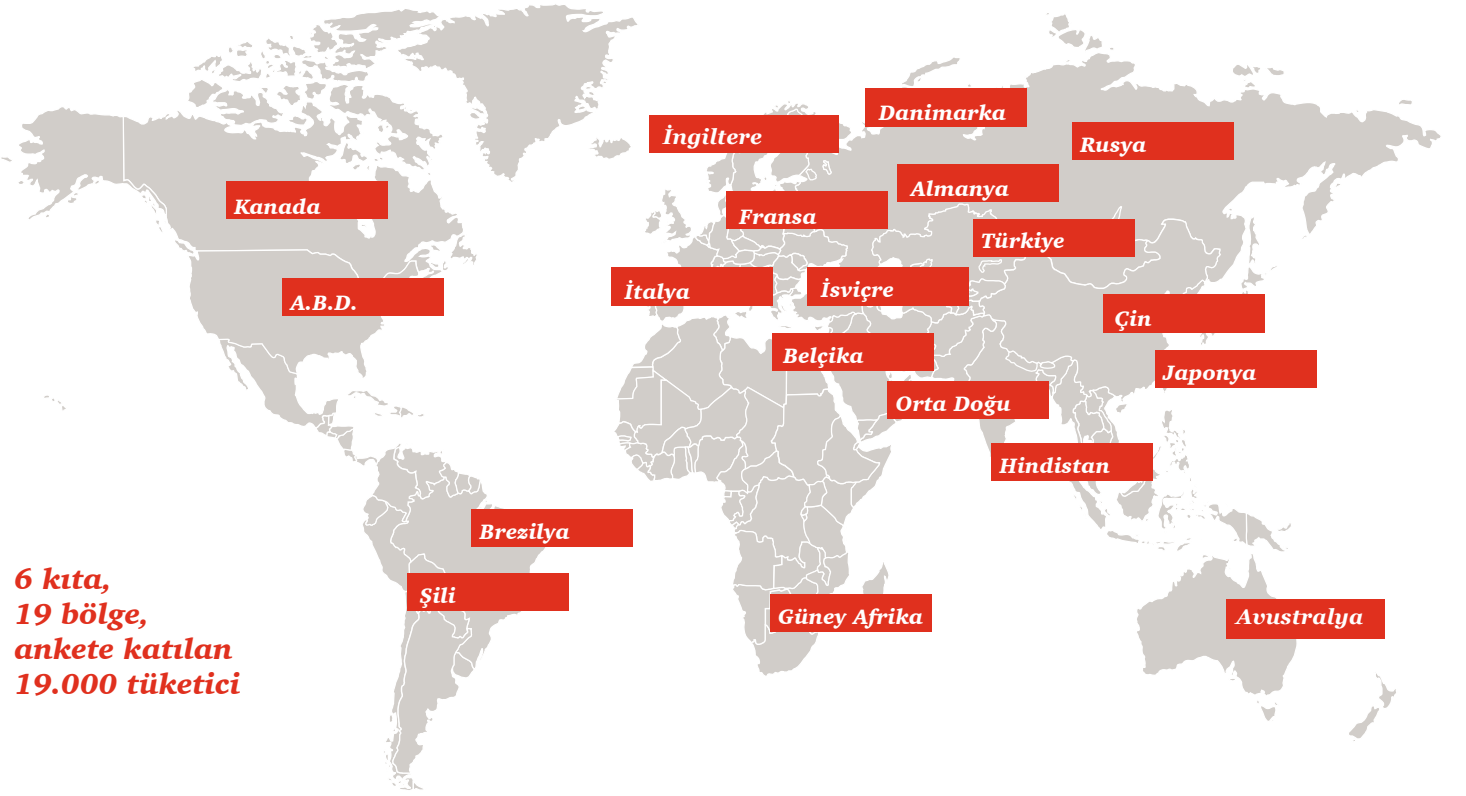 Danimarka
İngiltere
Rusya
Almanya
Kanada
Fransa
Türkiye
İtalya
İsviçre
A.B.D.
Çin
Belçika
Japonya
Orta Doğu
Hindistan
Brezilya
Şili
Güney Afrika
Avustralya
6 kıta,
19 bölge,
ankete katılan
19.000 tüketici